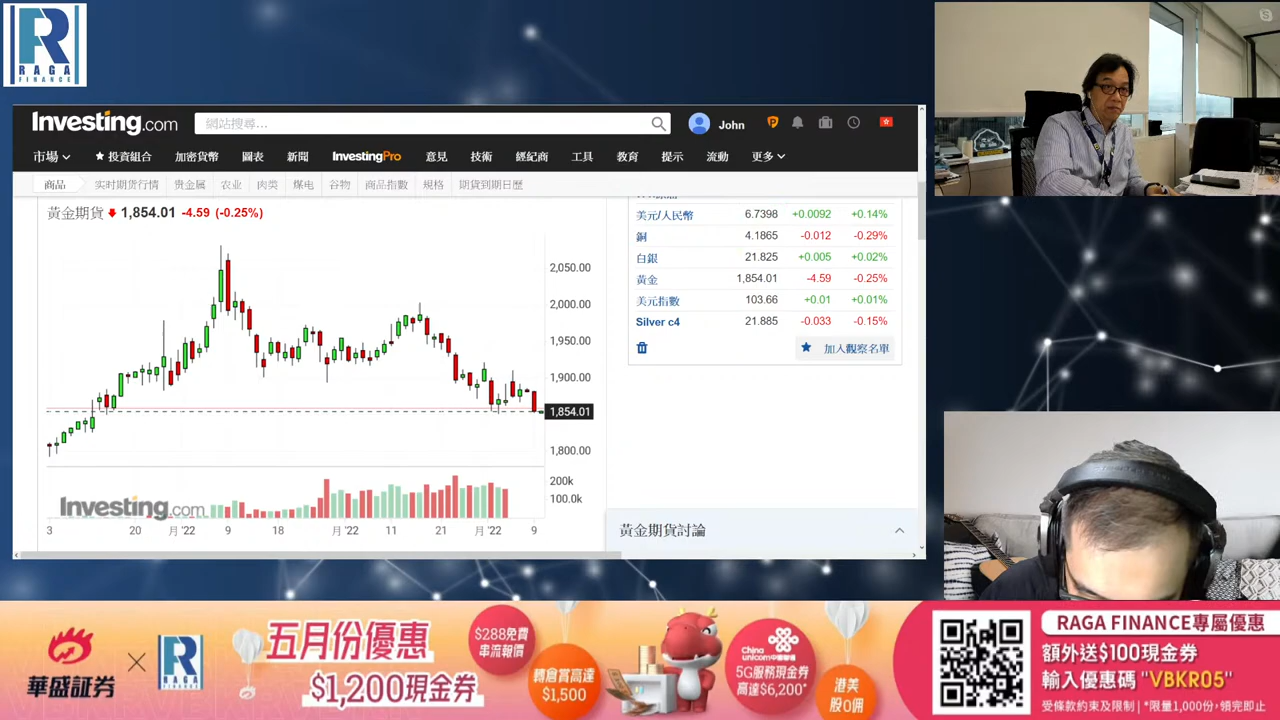 R
RAGA
FINANCE
Investing.com
網站搜尋...
John
P
市場
投資組合
加密貨幣
圖表
新聞
InvestingPro
意見
技術
經紀商
工具
教育
提示
流動
更多
商品
实时期货行情
贵金属
农业
肉类
煤电
谷物
商品指數
規格
期貨到期日歷
黃金期貨 1,854.01 -4.59 (-0.25%)
2,050.00
2,000.00
1,950.00
1,900.00
1,854.01
1,800.00
200k
100.0k
Investing.com
3 20 月 '22 9 18 月 '22 11 21 月 '22 9
美元/人民幣 6.7398 +0.0092 +0.14%
銅 4.1865 -0.012 -0.29%
白銀 21.825 +0.005 +0.02%
黃金 1,854.01 -4.59 -0.25%
美元指數 103.66 +0.01 +0.01%
Silver c4 21.885 -0.033 -0.15%
加入觀察名單
黃金期貨討論
華盛証券
×
R
五月份優惠
$1,200現金券
$288免費
串流報價
轉倉賞高達
$1,500
China
unicom中國聯通
5G服務現金券
高達$6,200*
港美
股0佣
RAGA FINANCE專屬優惠
額外送$100現金券
輸入優惠碼 "VBKR05"
受條款約束及限制 | *限量1,000份，領完即止